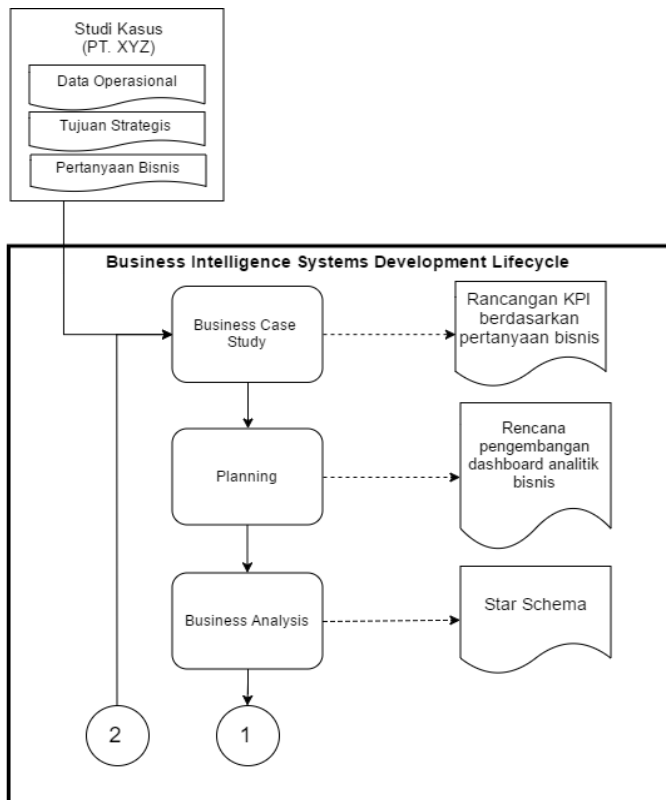 Studi Kasus
(PT. XYZ)
Data Operasional
Tujuan Strategis
Pertanyaan Bisnis
Business Intelligence Systems Development Lifecycle
Business Case
Study
Rancangan KPI
berdasarkan
pertanyaan bisnis
Planning
Rencana
pengembangan
dashboard analitik
bisnis
Business Analysis
Star Schema
2
1